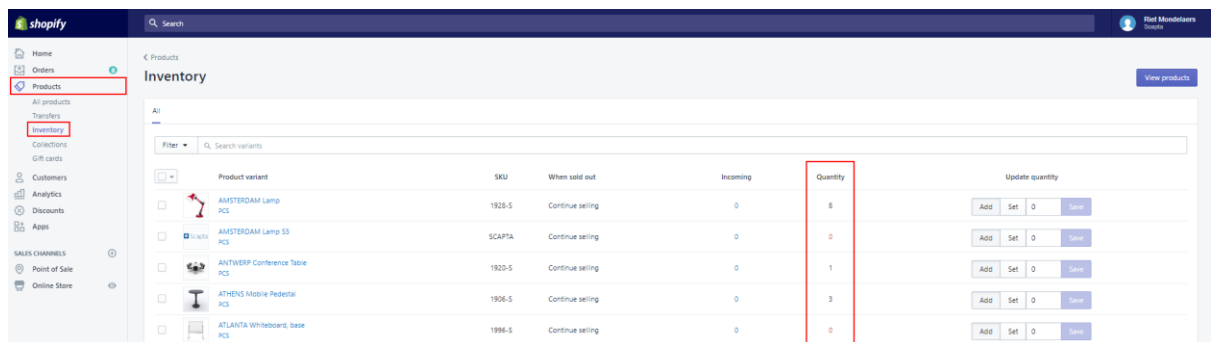 shopify
Search
Riet Mondelaers
Scapta
Home
Orders
Products
All products
Transfers
Inventory
Collections
Gift cards
Customers
Analytics
Discounts
Apps
SALES CHANNELS
Point of Sale
Online Store
Products
Inventory
View products
All
Filter
Search variants
Product variant SKU When sold out Incoming Quantity Update quantity
AMSTERDAM Lamp 1928-S Continue selling 0 8 Add Set 0 Save
PCS
Scapta AMSTERDAM Lamp S3 SCAPTA Continue selling 0 0 Add Set 0 Save
PCS
ANTWERP Conference Table 1920-S Continue selling 0 1 Add Set 0 Save
PCS
ATHENS Mobile Pedestal 1906-S Continue selling 0 3 Add Set 0 Save
PCS
ATLANTA Whiteboard, base 1996-S Continue selling 0 0 Add Set 0 Save
PCS